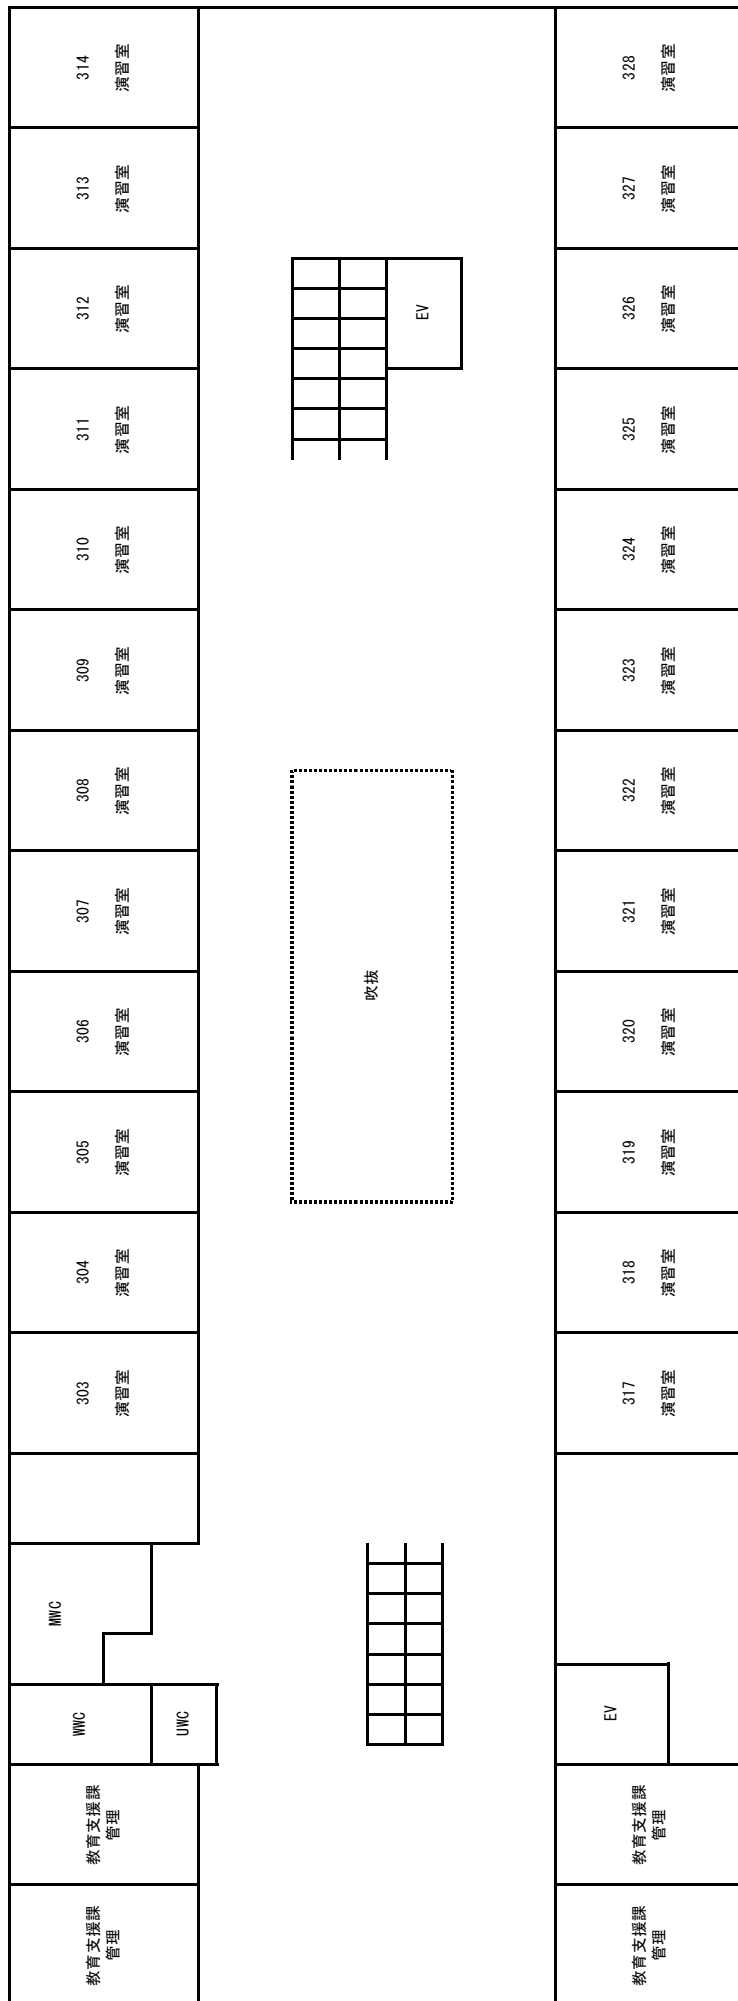 教育支援課
管理
教育支援課
管理
WWC
UWC
MWC
303
演習室
304
演習室
305
演習室
306
演習室
307
演習室
308
演習室
309
演習室
310
演習室
311
演習室
312
演習室
313
演習室
314
演習室
吹抜
EV
教育支援課
管理
教育支援課
管理
EV
317
演習室
318
演習室
319
演習室
320
演習室
321
演習室
322
演習室
323
演習室
324
演習室
325
演習室
326
演習室
327
演習室
328
演習室